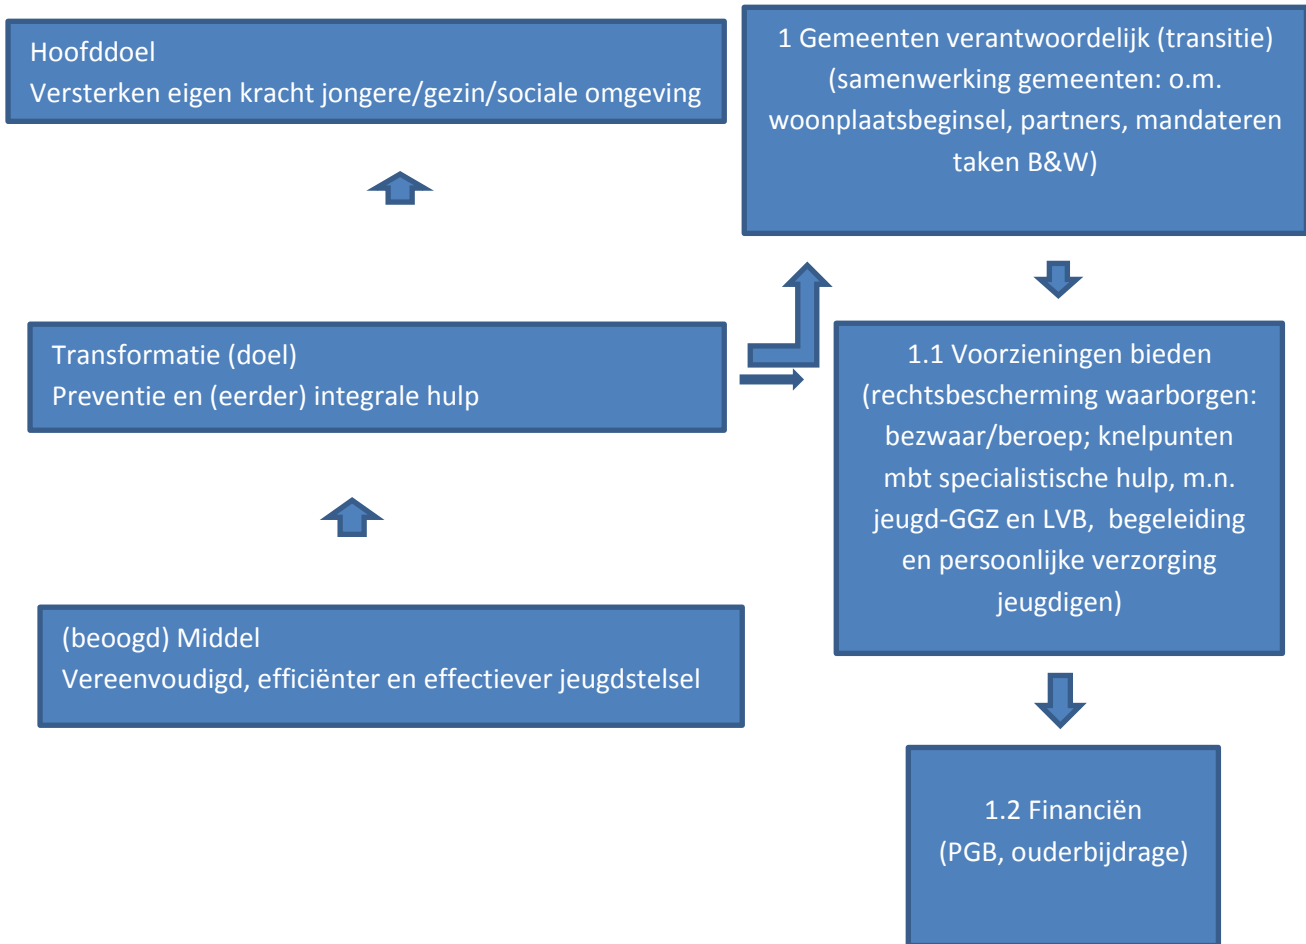 Hoofddoel
Versterken eigen kracht jongere/gezin/sociale omgeving
Transformatie (doel)
Preventie en (eerder) integrale hulp
(beoogd) Middel
Vereenvoudigd, efficiënter en effectiever jeugdstelsel
1 Gemeenten verantwoordelijk (transitie)
(samenwerking gemeenten: o.m.
woonplaatsbeginsel, partners, mandateren
taken B&W)
1.1 Voorzieningen bieden
(rechtsbescherming waarborgen:
bezwaar/beroep; knelpunten
mbt specialistische hulp, m.n.
jeugd-GGZ en LVB, begeleiding
en persoonlijke verzorging
jeugdigen)
1.2 Financiën
(PGB, ouderbijdrage)